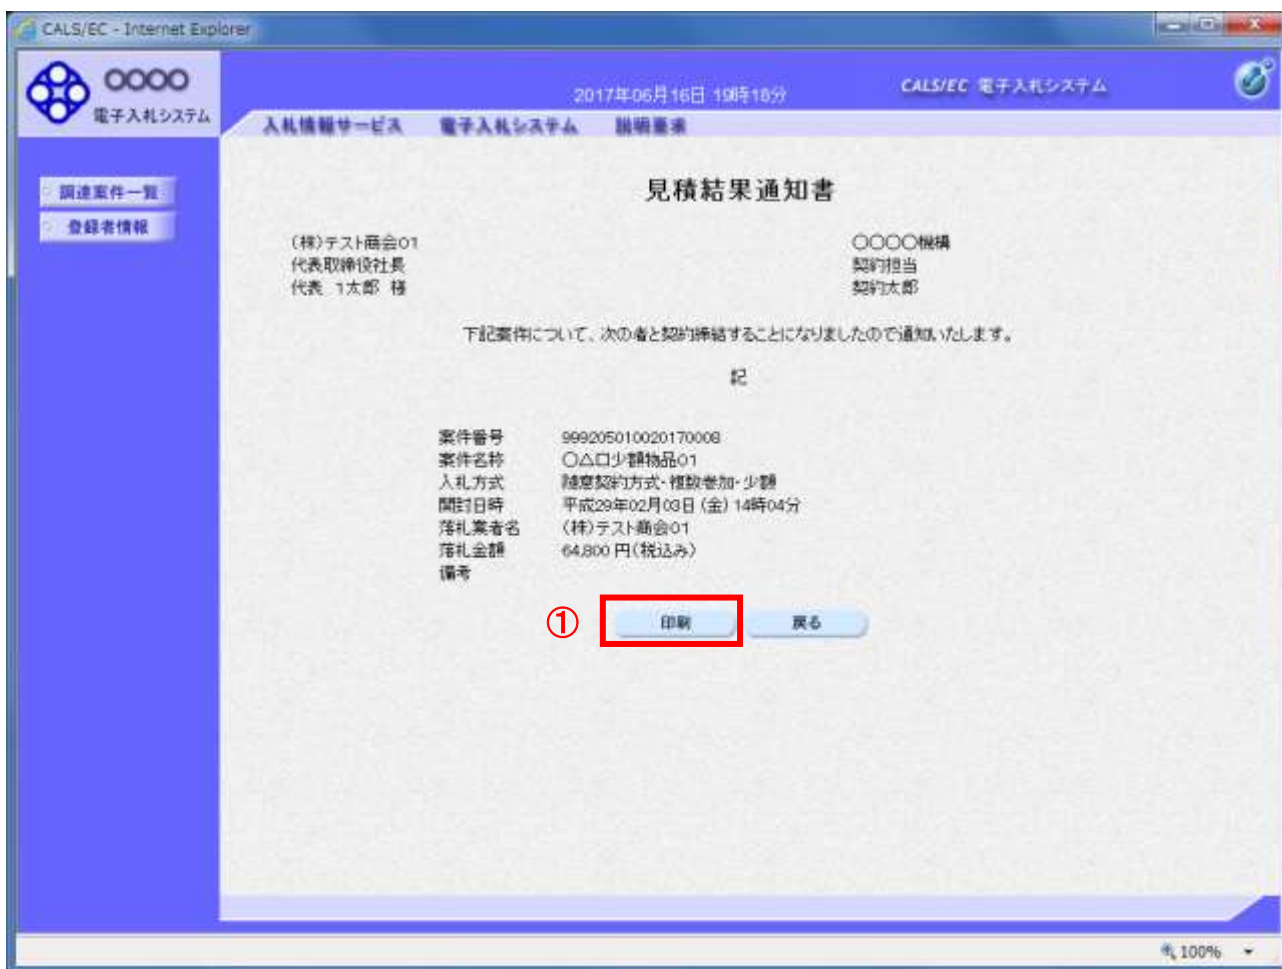 CALS/EC - Internet Explorer
○○○○
電子入札システム
2017年06月16日 19時18分
CALS/EC 電子入札システム
入札情報サービス 電子入札システム 説明要求
調達案件一覧
登録者情報
見積結果通知書
(株)テスト商会01
代表取締役社長
代表 1太郎 様
○○○○機構
契約担当
契約太郎
下記案件について、次の者と契約締結することになりましたので通知いたします。
記
案件番号 999205010020170008
案件名称 ○△口少額物品01
入札方式 随意契約方式・複数参加・少額
開封日時 平成29年02月03日 (金) 14時04分
落札業者名 (株)テスト商会01
落札金額 64,800 円(税込み)
備考
① 印刷 戻る
100%